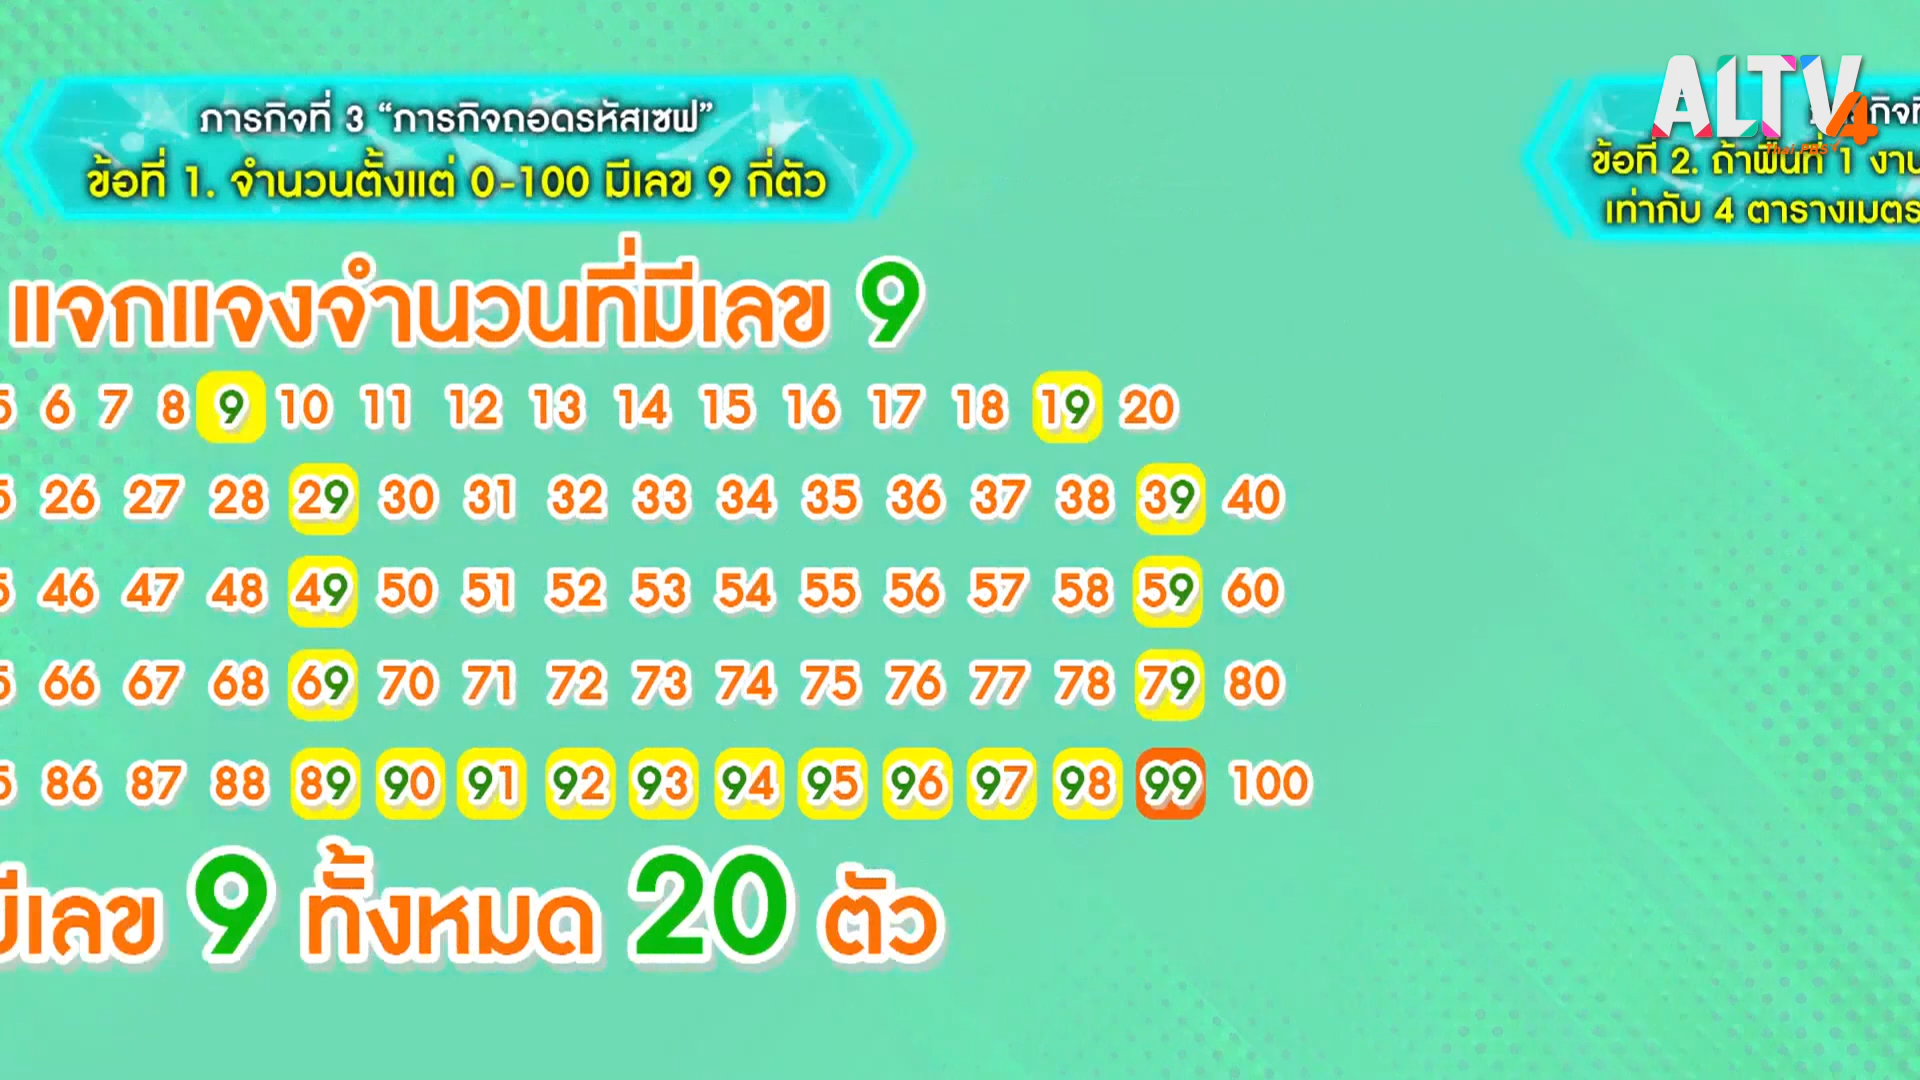 ALTV
4
Thai PBS
ภารกิจที่ 3 “ภารกิจถอดรหัสเซฟ”
ข้อที่ 1. จำนวนตั้งแต่ 0-100 มีเลข 9 กี่ตัว
ข้อที่ 2. ถ้าพื้นที่ 1 งาน
เท่ากับ 4 ตารางเมตร
แจกแจงจำนวนที่มีเลข 9
5 6 7 8 9 10 11 12 13 14 15 16 17 18 19 20
5 26 27 28 29 30 31 32 33 34 35 36 37 38 39 40
5 46 47 48 49 50 51 52 53 54 55 56 57 58 59 60
5 66 67 68 69 70 71 72 73 74 75 76 77 78 79 80
5 86 87 88 89 90 91 92 93 94 95 96 97 98 99 100
มีเลข 9 ทั้งหมด 20 ตัว